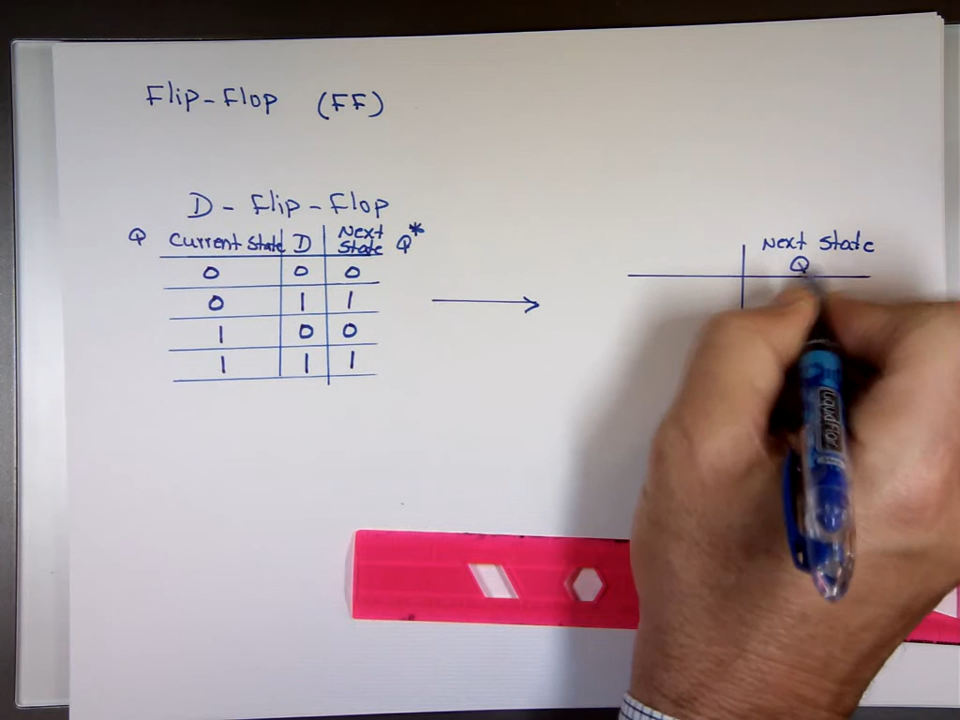 Flip-Flop (FF)
D - Flip - Flop
Q Current State D Next State Q*
0 0 0
0 1 1
1 0 0
1 1 1
Next State
Q